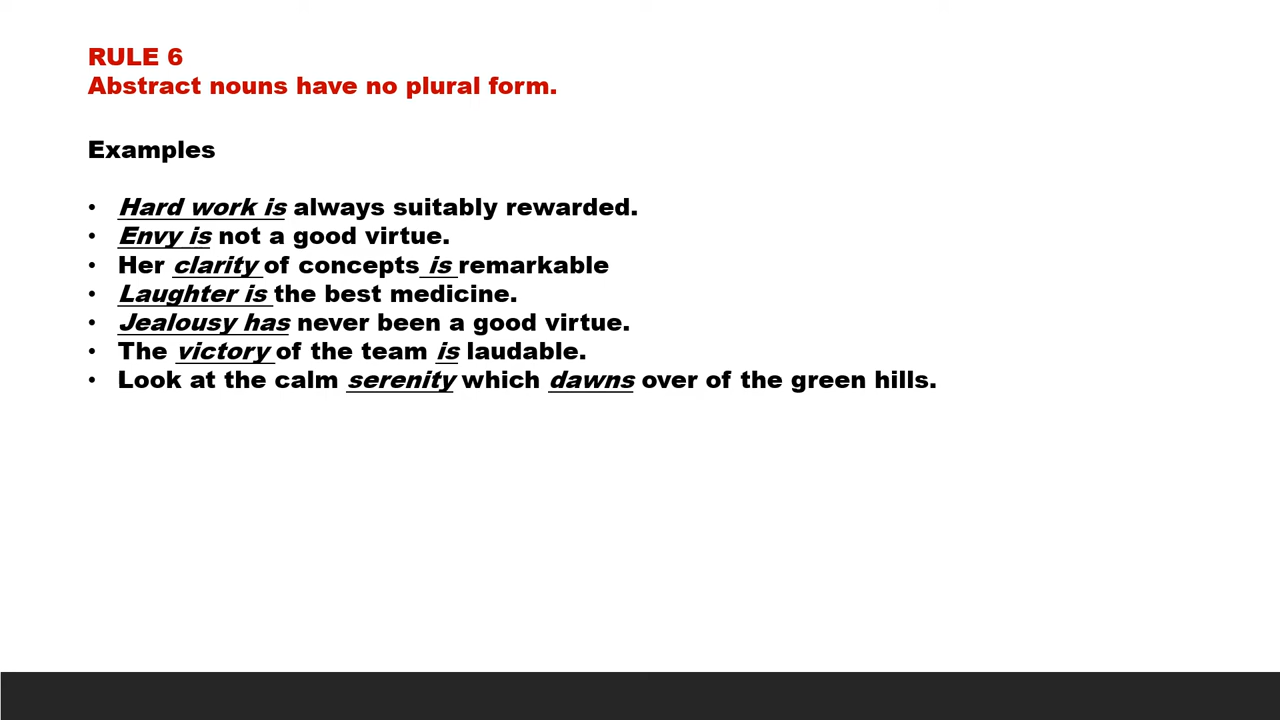 RULE 6
Abstract nouns have no plural form.
Examples
• Hard work is always suitably rewarded.
• Envy is not a good virtue.
• Her clarity of concepts is remarkable
• Laughter is the best medicine.
• Jealousy has never been a good virtue.
• The victory of the team is laudable.
• Look at the calm serenity which dawns over of the green hills.